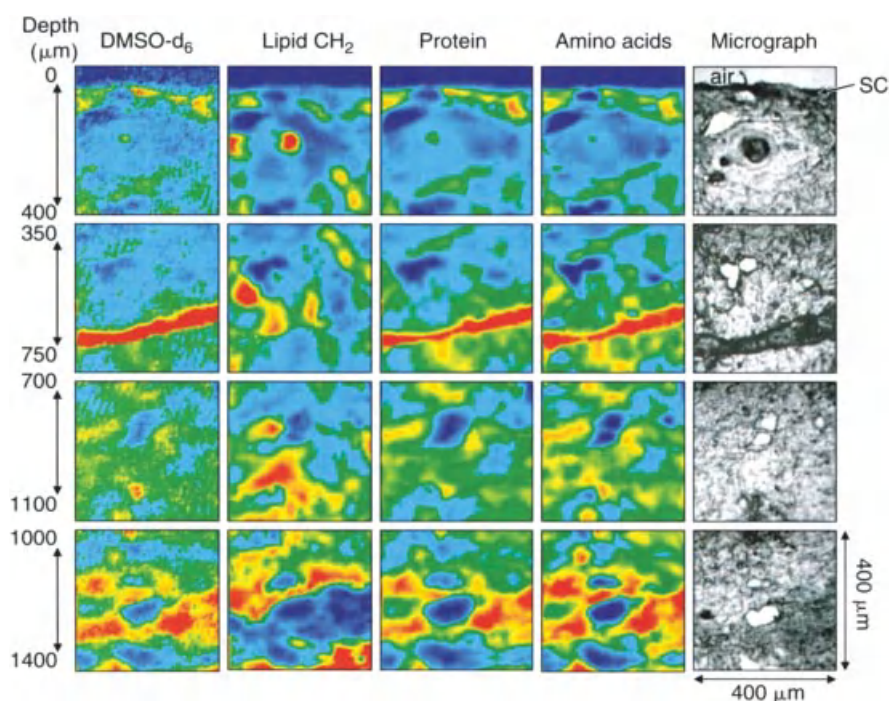 Depth
(μm)
DMSO-d6
Lipid CH2
Protein
Amino acids
Micrograph
0
air
SC
400
350
750
700
1100
1000
1400
400 μm
400 μm